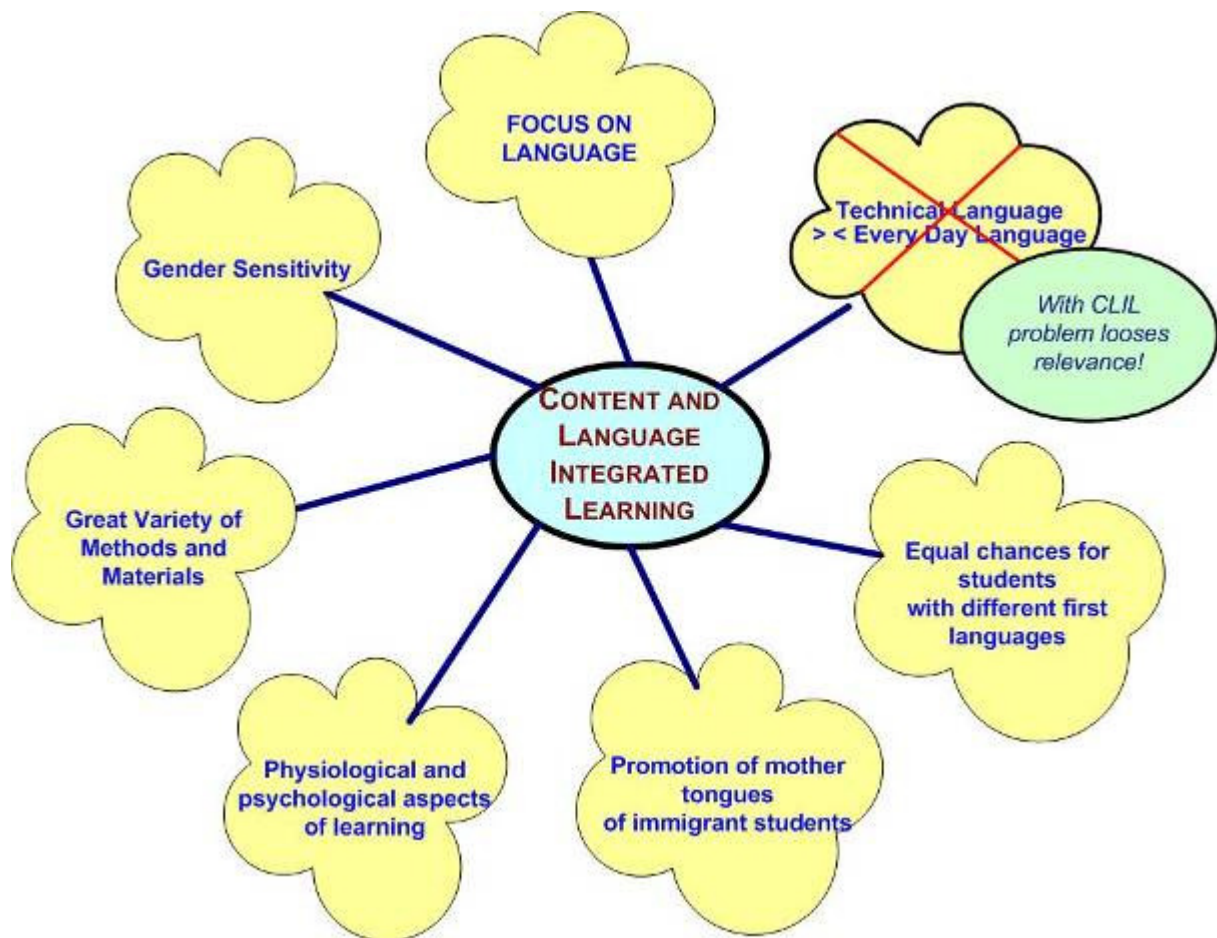 FOCUS ON
LANGUAGE
Technical Language
> < Every Day Language
With CLIL
problem looses
relevance!
Gender Sensitivity
CONTENT AND
LANGUAGE
INTEGRATED
LEARNING
Great Variety of
Methods and
Materials
Equal chances for
students
with different first
languages
Physiological and
psychological aspects
of learning
Promotion of mother
tongues
of immigrant students